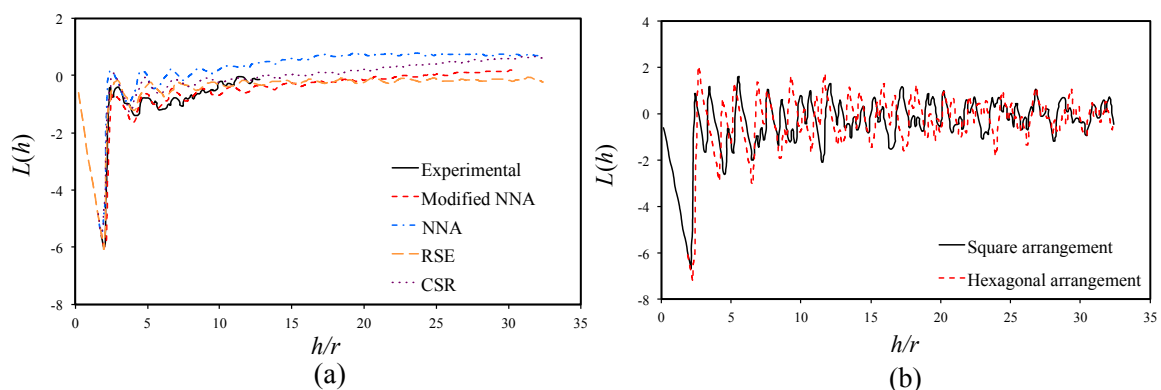 2
0
-2
-4
-6
-8
L(h)
0 5 10 15 20 25 30 35
h/r
Experimental
Modified NNA
NNA
RSE
CSR
(a)
4
2
0
-2
-4
-6
-8
L(h)
0 5 10 15 20 25 30 35
h/r
Square arrangement
Hexagonal arrangement
(b)